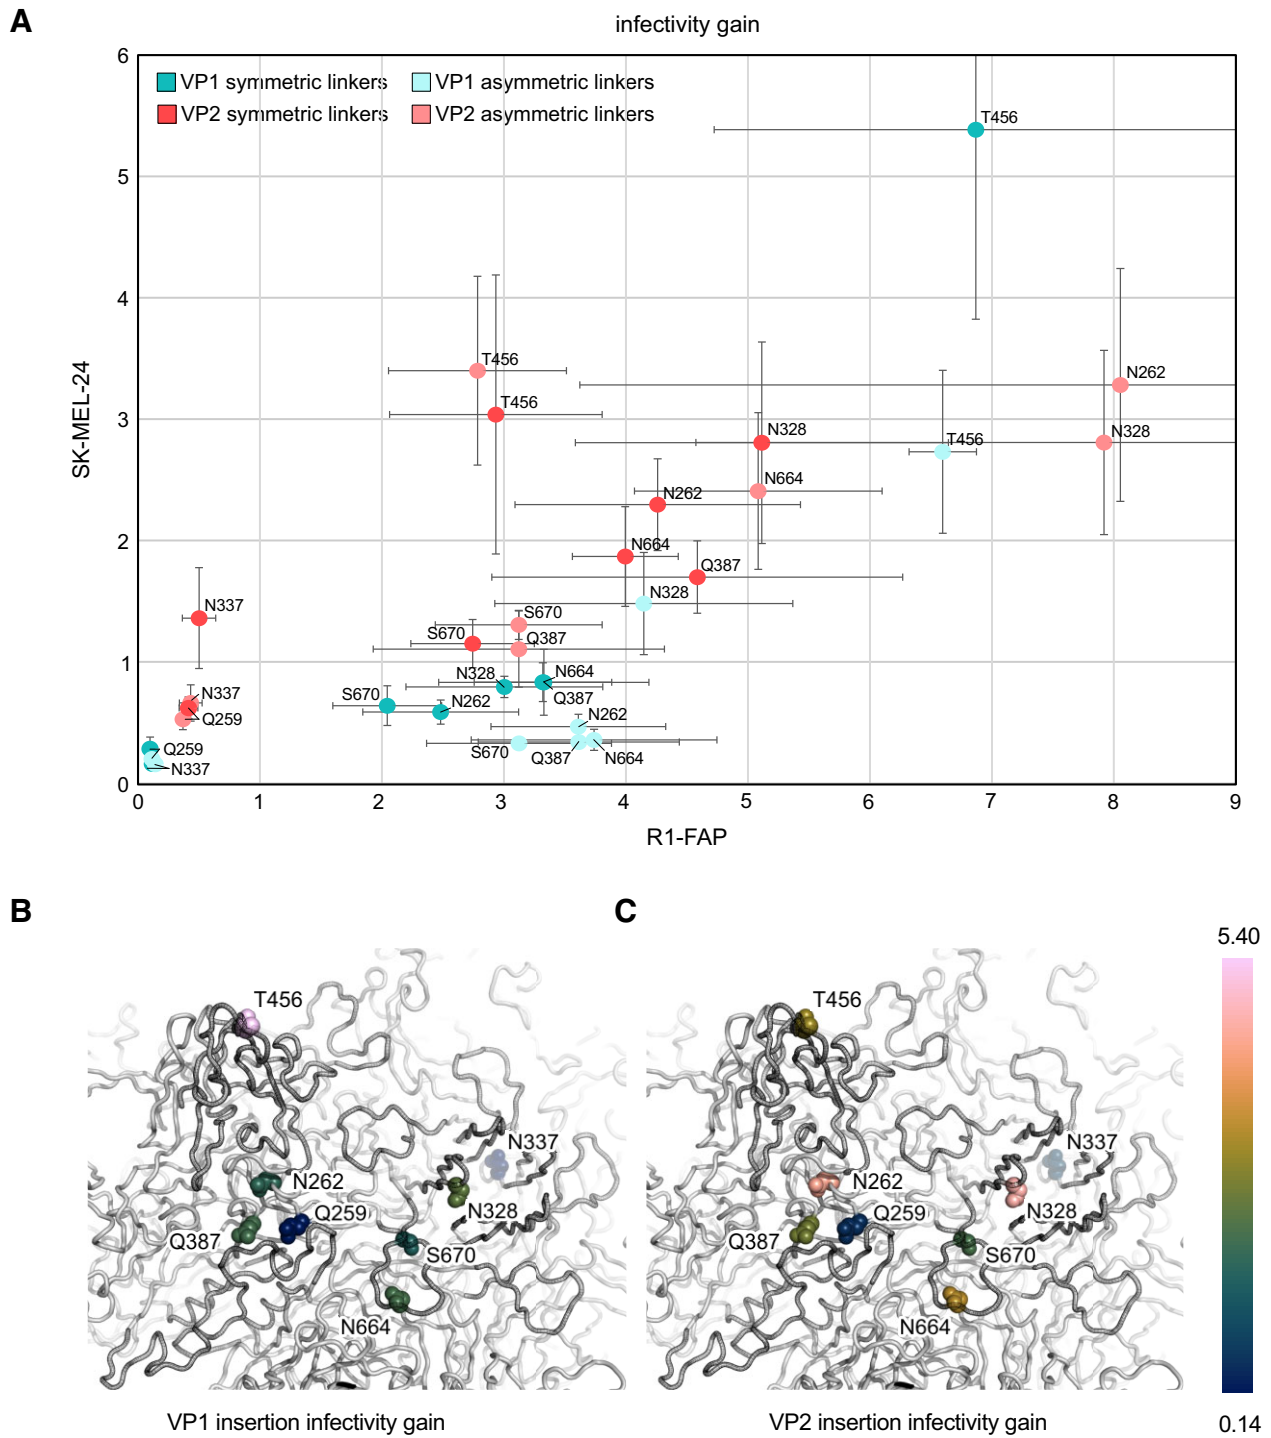 A
infectivity gain
6
VP1 symmetric linkers
VP1 asymmetric linkers
VP2 symmetric linkers
VP2 asymmetric linkers
T456
5
4
T456
N262
T456
3
N328
T456
N328
N664
N262
2
N664
Q387
N328
N337
S670
S670
Q387
1
N328
N664
N337
S670
N262
Q387
Q259
N262
Q259
S670
Q387
N664
N337
0
SK-MEL-24
0 1 2 3 4 5 6 7 8 9
R1-FAP
B
T456
N337
N262
Q259
N328
Q387
S670
N664
VP1 insertion infectivity gain
C
T456
N337
N262
Q259
N328
Q387
S670
N664
VP2 insertion infectivity gain
5.40
0.14